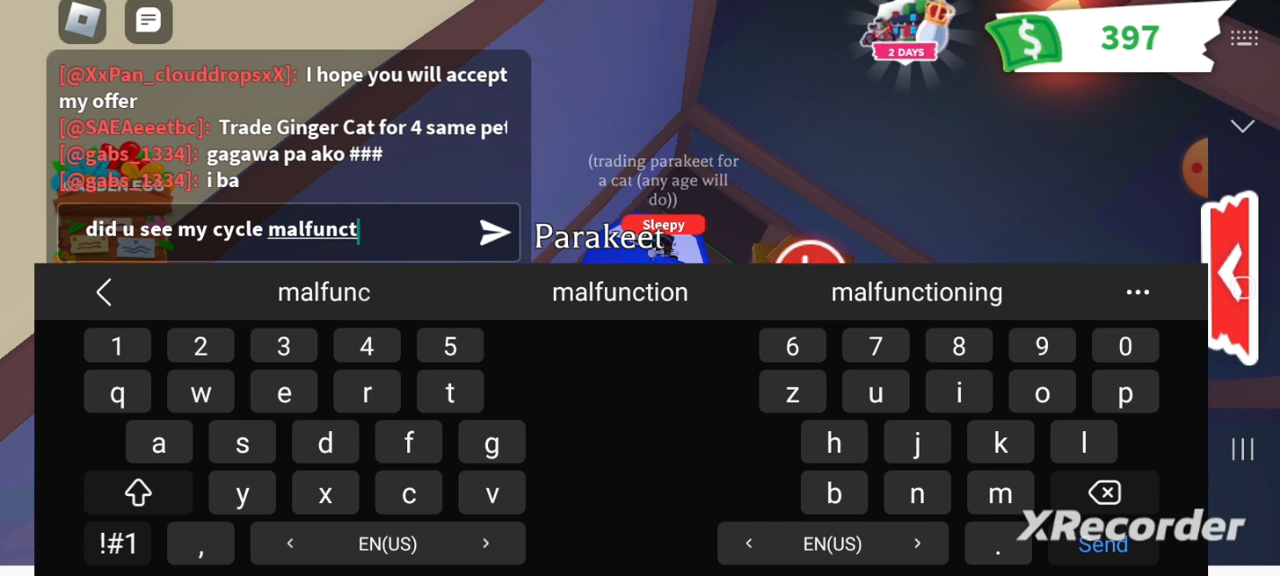 2 DAYS
397
[@XxPan_clouddropsxX]: I hope you will accept
my offer
[@SAEAeeetbc]: Trade Ginger Cat for 4 same pet
[@gabs_1334]: gagawa pa ako ###
[@gabs_1334]: i ba
did u see my cycle malfunct
(trading parakeet for
a cat (any age will
do))
Sleepy
Parakeet
malfunc malfunction malfunctioning
1 2 3 4 5 6 7 8 9 0
q w e r t z u i o p
a s d f g h j k l
y x c v b n m
!#1 , < EN(US) > < EN(US) > . Send
XRecorder